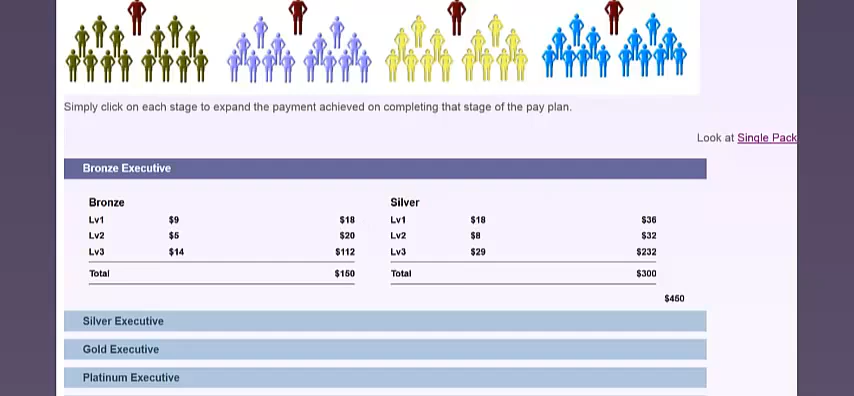 Simply click on each stage to expand the payment achieved on completing that stage of the pay plan.
Look at Single Pack
Bronze Executive
Bronze Silver
Lv1 $9 $18 Lv1 $18 $36
Lv2 $5 $20 Lv2 $8 $32
Lv3 $14 $112 Lv3 $29 $232
Total $150 Total $300
$450
Silver Executive
Gold Executive
Platinum Executive